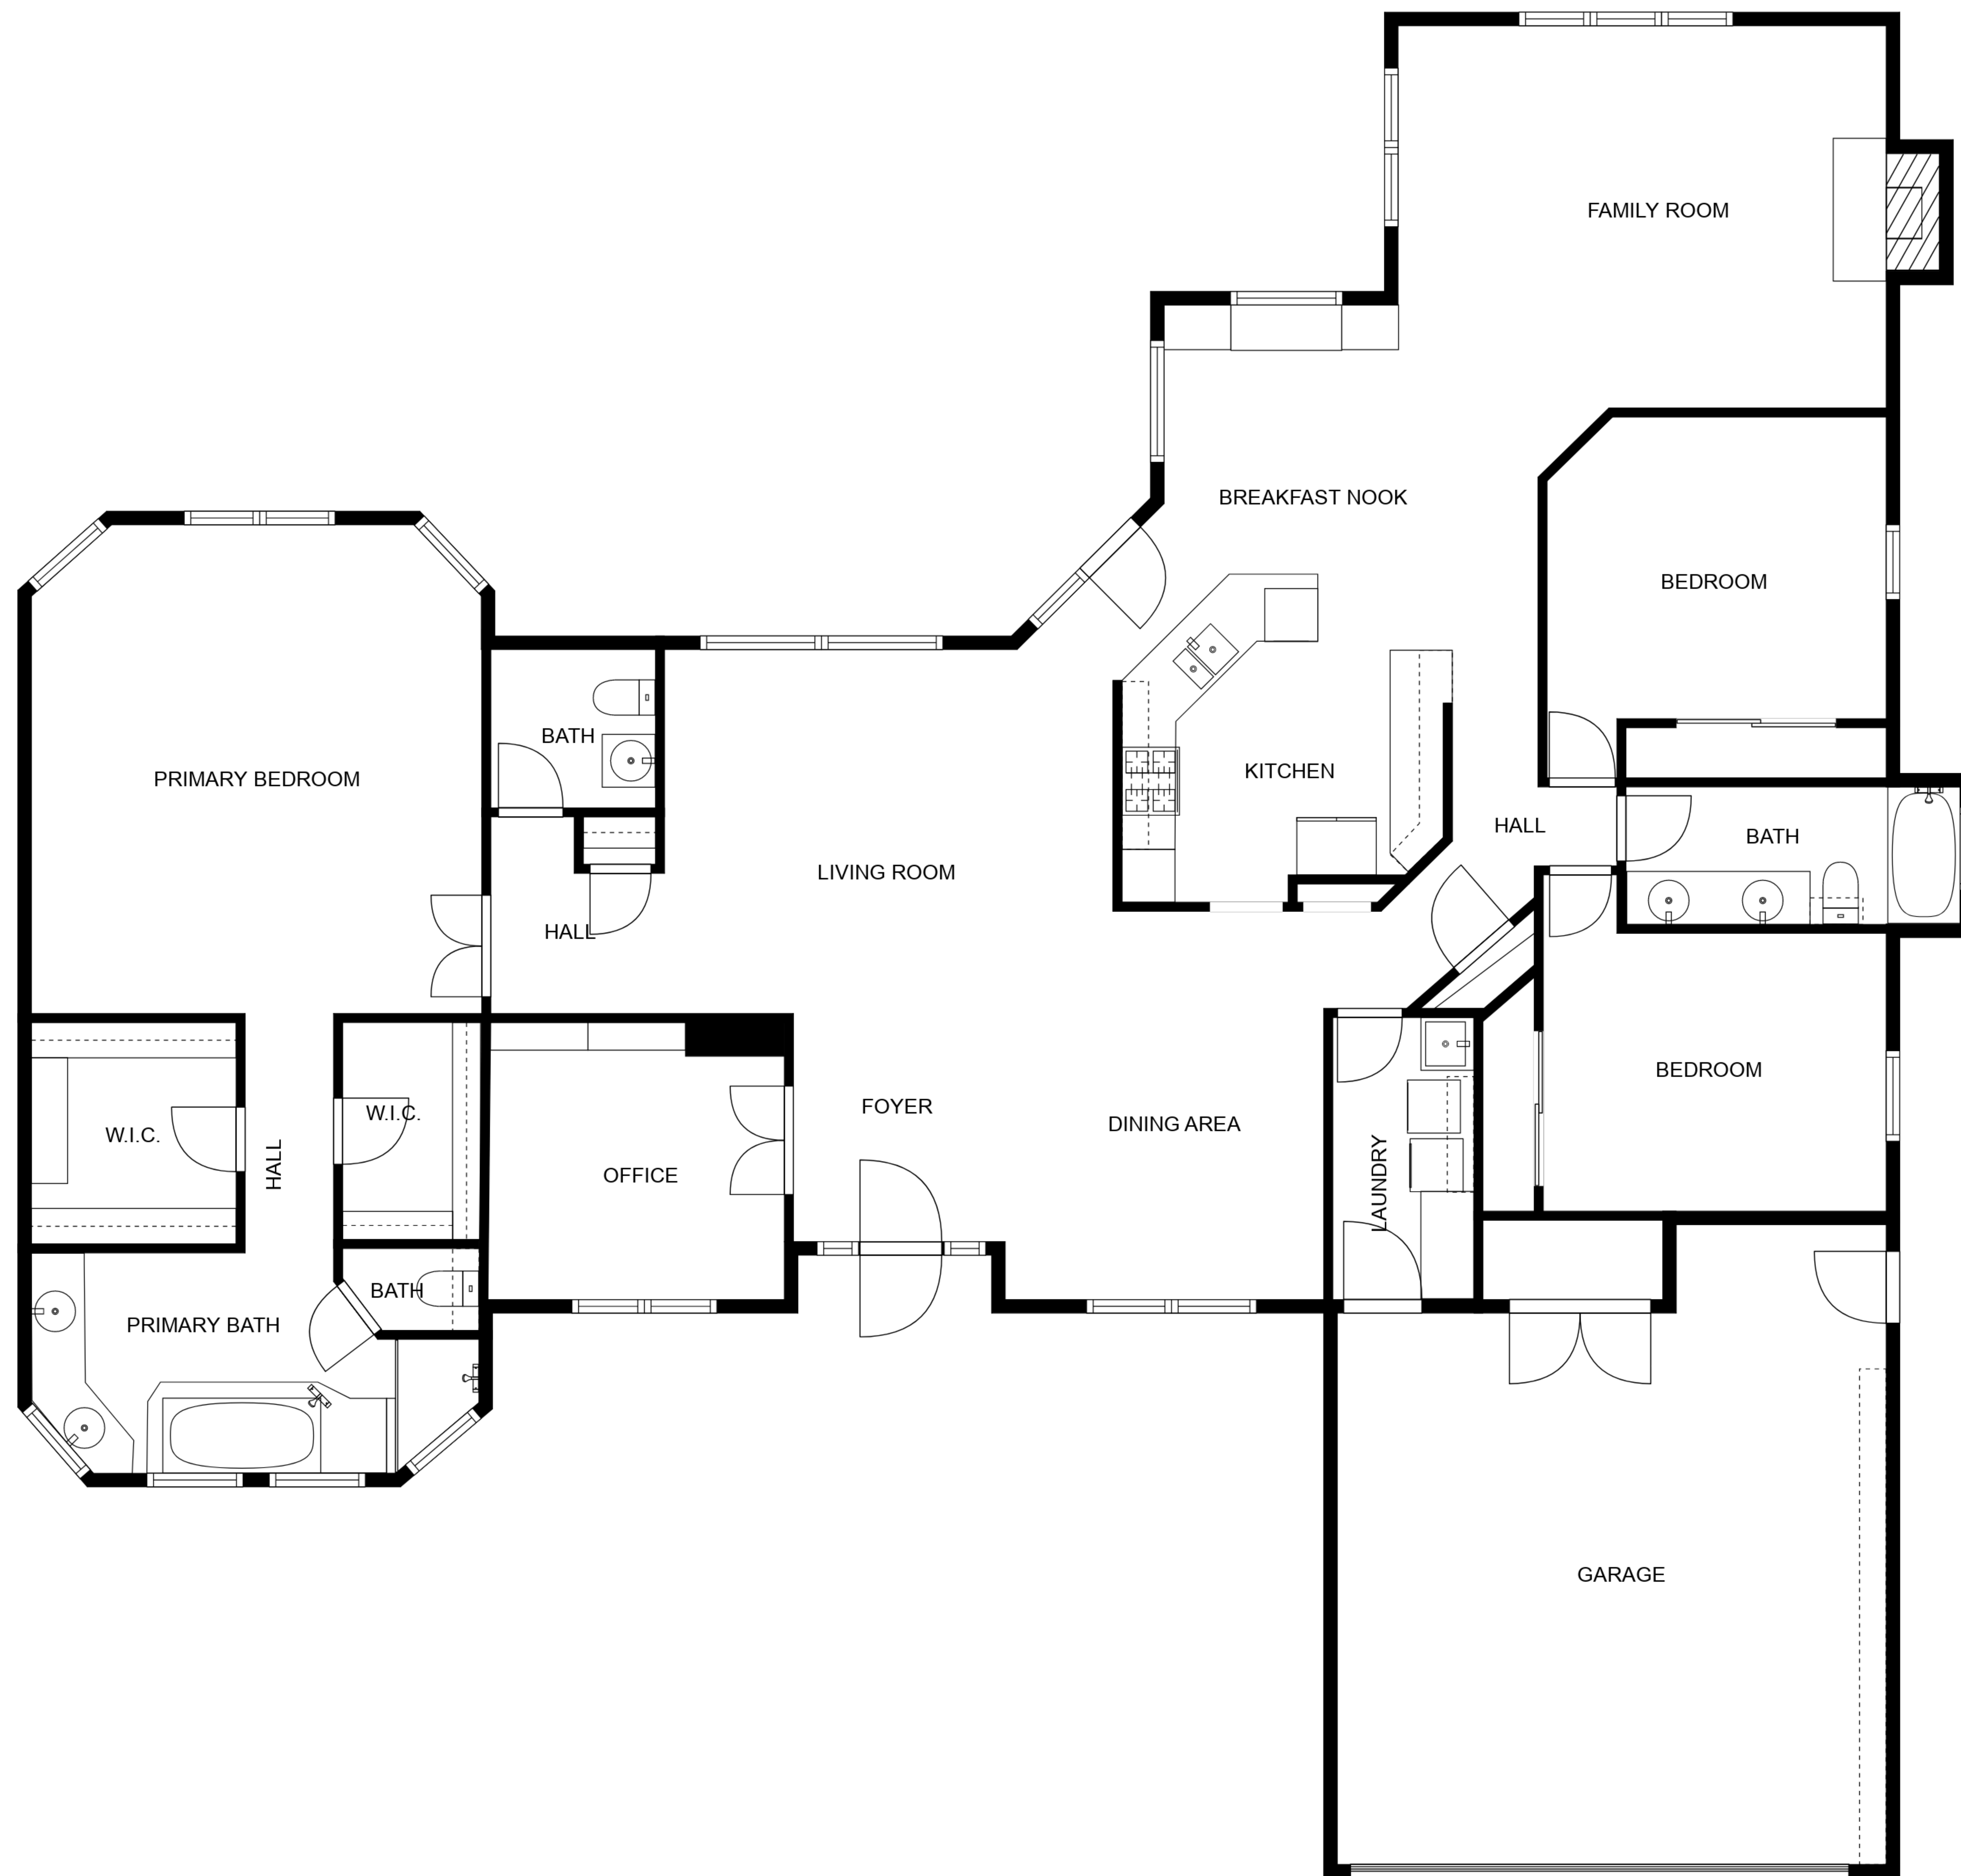 FAMILY ROOM
BREAKFAST NOOK
BEDROOM
BATH
PRIMARY BEDROOM
KITCHEN
HALL
BATH
LIVING ROOM
HALL
BEDROOM
FOYER
W.I.C.
DINING AREA
W.I.C.
HALL
OFFICE
LAUNDRY
BATH
PRIMARY BATH
GARAGE